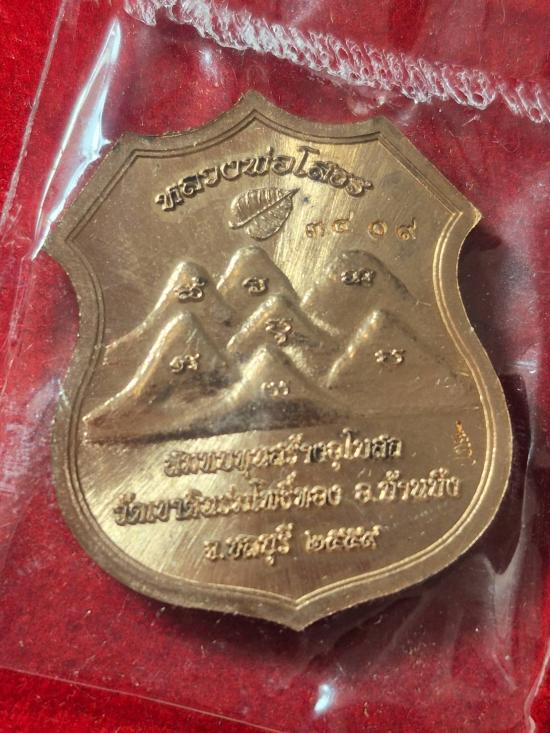 หลวงพ่อโสธร
๓๔๐๙
สมทบทุนสร้างอุโบสถ
วัดเขาหินร่มโพธิ์ทอง อ.บ้านบึง
จ.ชลบุรี ๒๕๕๙